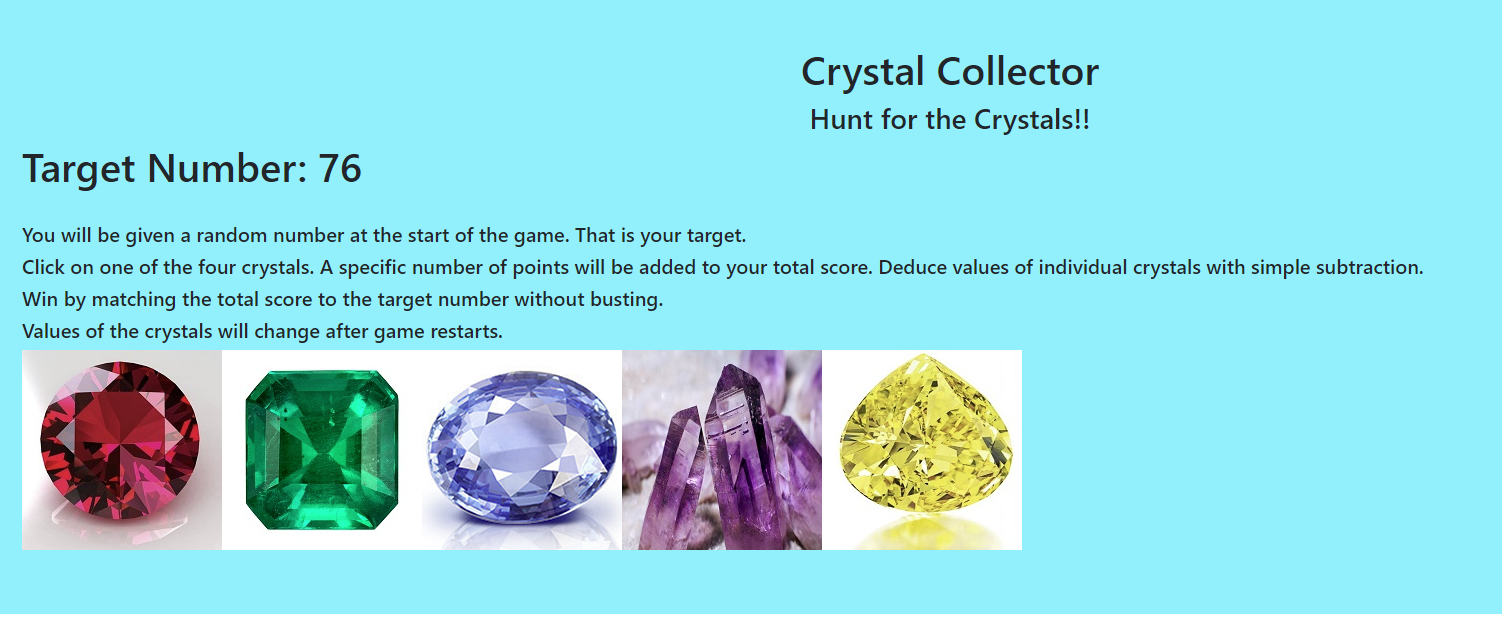 Crystal Collector
Hunt for the Crystals!!
Target Number: 76
You will be given a random number at the start of the game. That is your target.
Click on one of the four crystals. A specific number of points will be added to your total score. Deduce values of individual crystals with simple subtraction.
Win by matching the total score to the target number without busting.
Values of the crystals will change after game restarts.